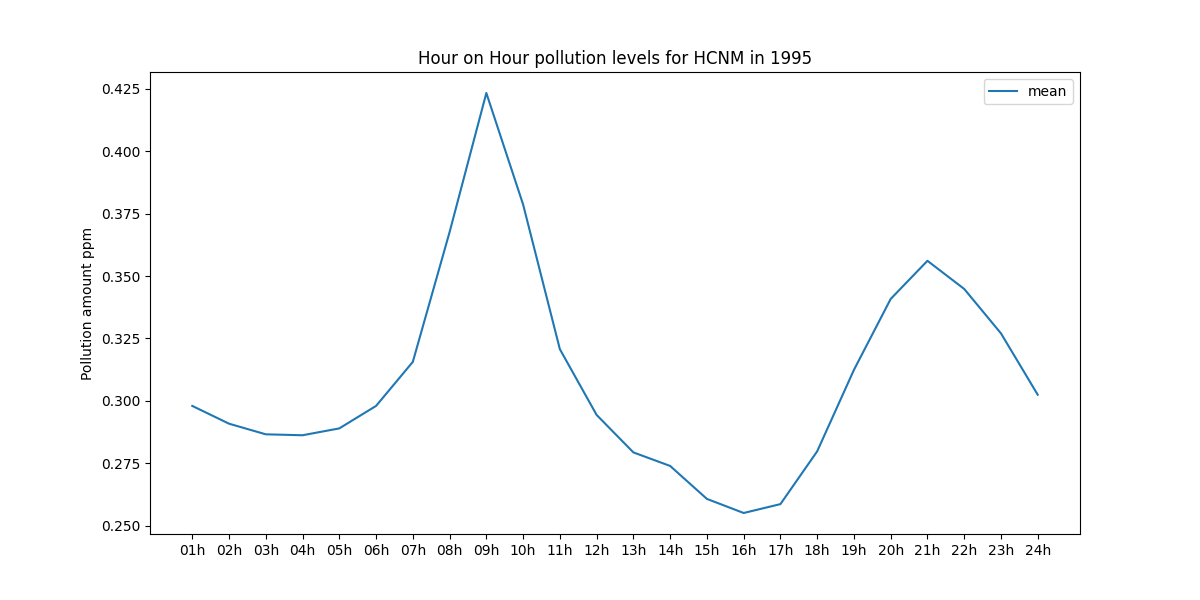 Hour on Hour pollution levels for HCNM in 1995
mean
Pollution amount ppm
0.425
0.400
0.375
0.350
0.325
0.300
0.275
0.250
01h 02h 03h 04h 05h 06h 07h 08h 09h 10h 11h 12h 13h 14h 15h 16h 17h 18h 19h 20h 21h 22h 23h 24h